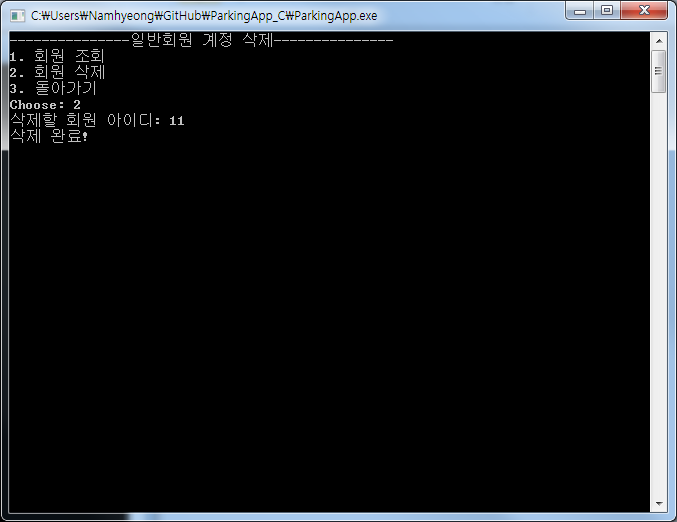 C:₩Users₩Namhyeong₩GitHub₩ParkingApp_C₩ParkingApp.exe
---------------일반회원 계정 삭제---------------
1. 회원 조회
2. 회원 삭제
3. 돌아가기
Choose: 2
삭제할 회원 아이디: 11
삭제 완료!